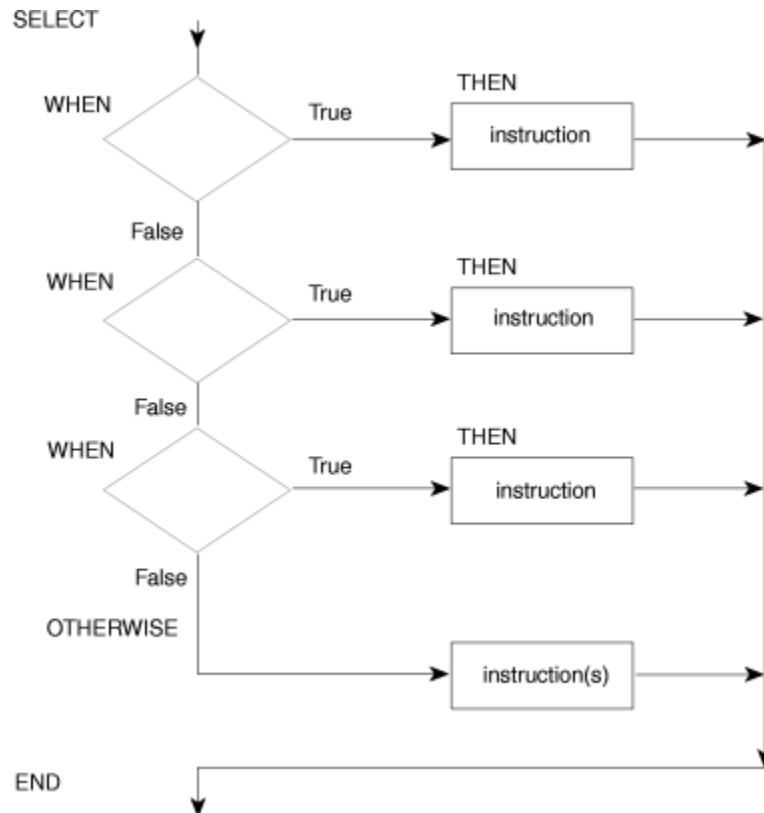 SELECT
WHEN
True
THEN
instruction
False
WHEN
True
THEN
instruction
False
WHEN
True
THEN
instruction
False
OTHERWISE
instruction(s)
END